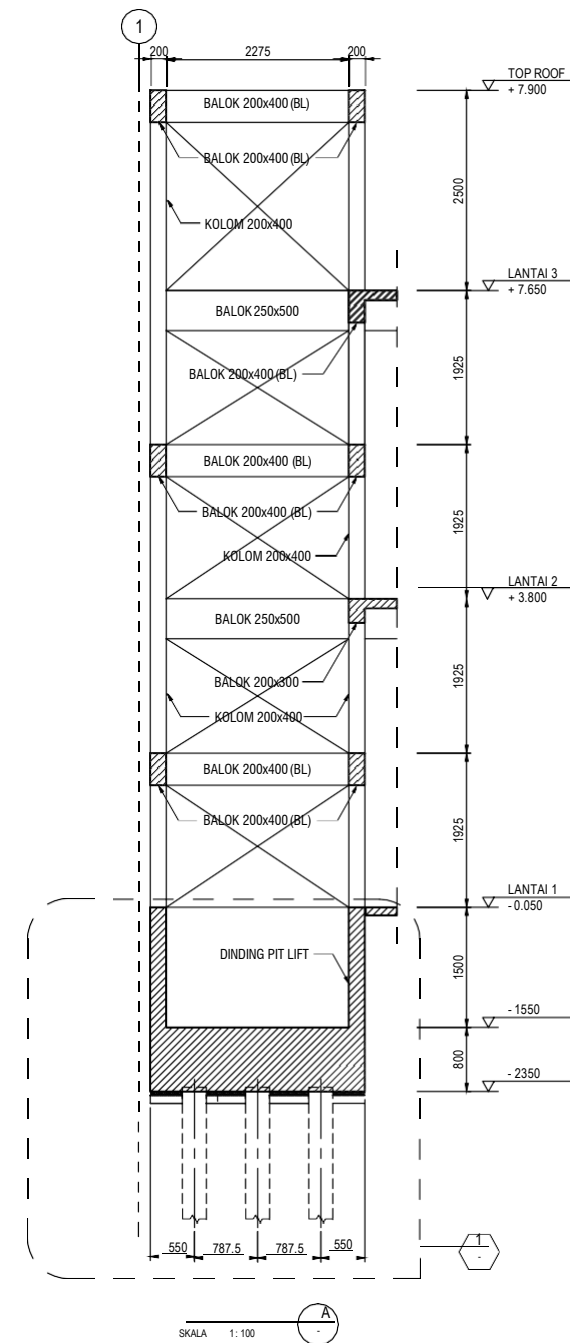 1
200 2275 200
TOP ROOF
+ 7.900
BALOK 200x400 (BL)
BALOK 200x400 (BL)
2500
KOLOM 200x400
LANTAI 3
+ 7.650
BALOK 250x500
1925
BALOK 200x400 (BL)
BALOK 200x400 (BL)
BALOK 200x400 (BL)
1925
KOLOM 200x400
LANTAI 2
+ 3.800
BALOK 250x500
1925
BALOK 200x300
KOLOM 200x400
BALOK 200x400 (BL)
BALOK 200x400 (BL)
1925
LANTAI 1
- 0.050
DINDING PIT LIFT
1500
- 1550
800
- 2350
550 787.5 787.5 550
1
-
A
-
SKALA 1 : 100